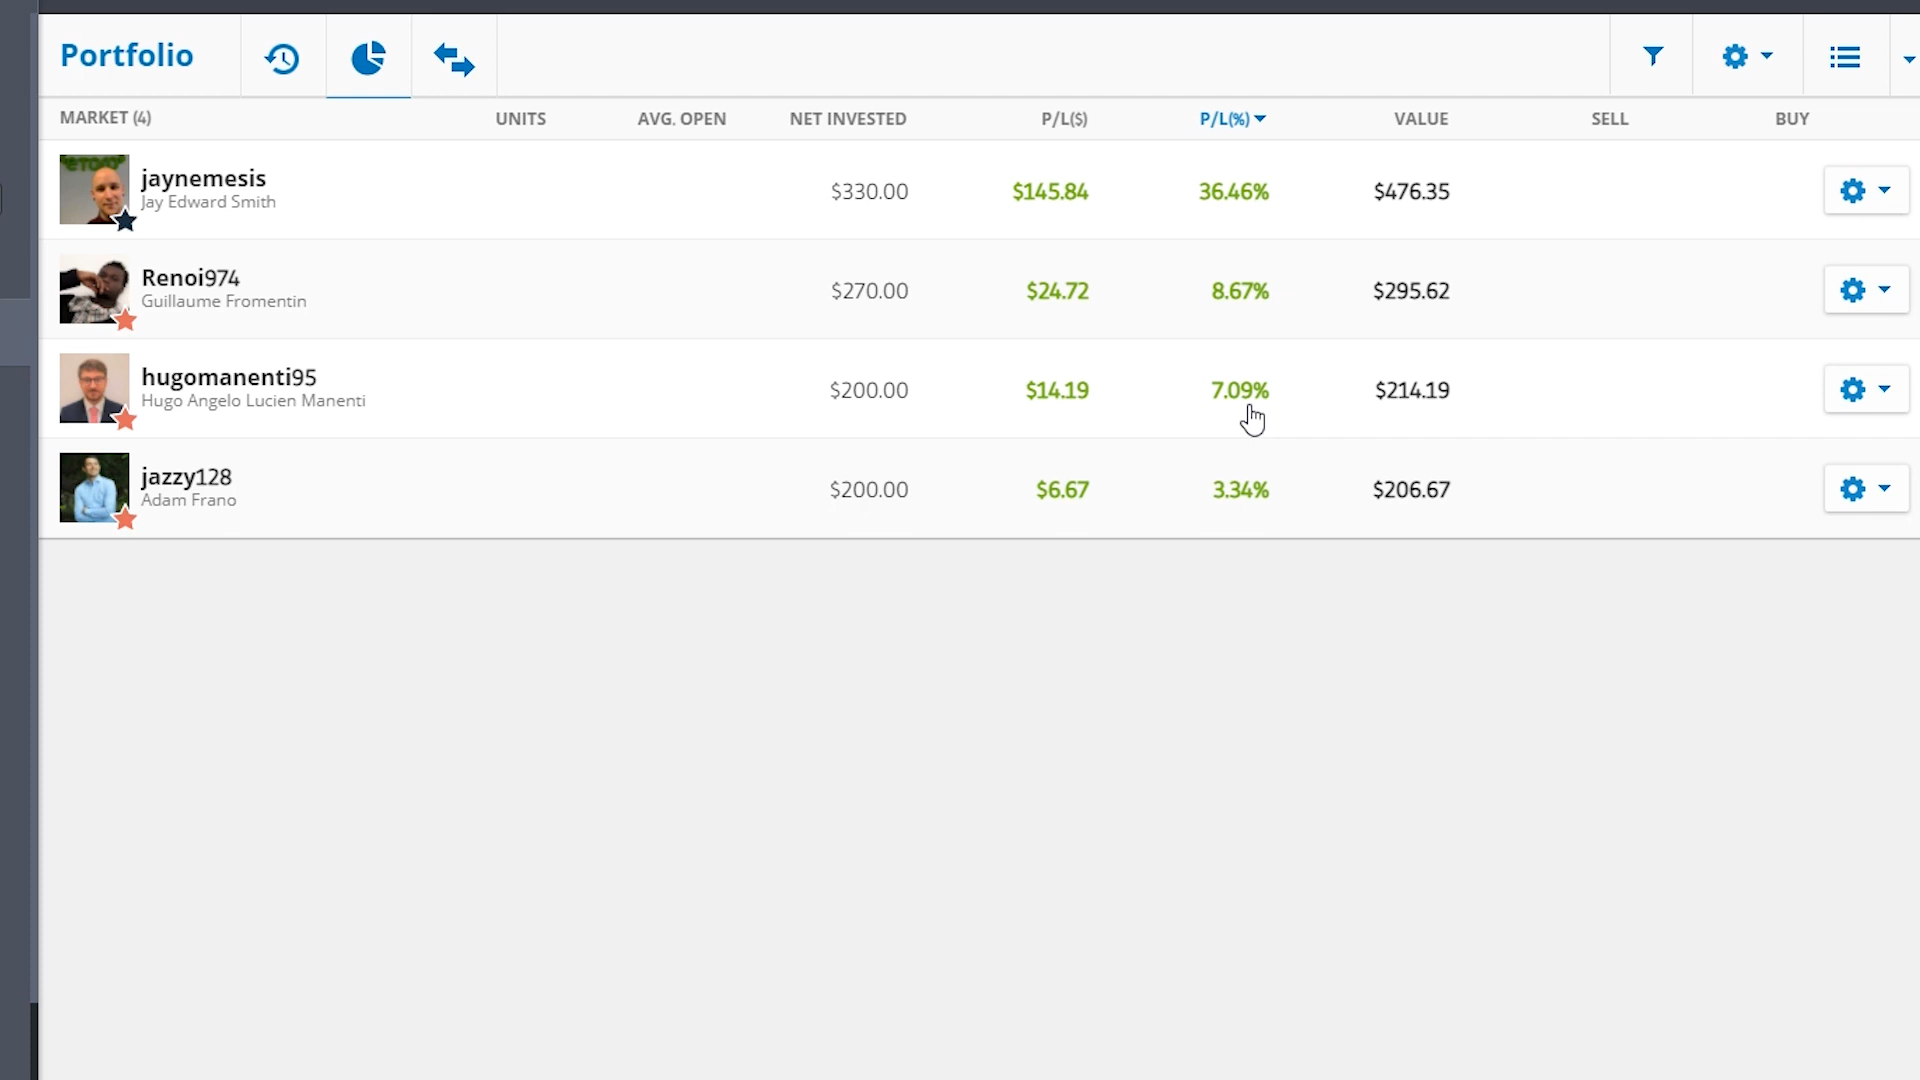 Portfolio
MARKET (4) UNITS AVG. OPEN NET INVESTED P/L($) P/L(%) VALUE SELL BUY
jaynemesis
Jay Edward Smith
$330.00 $145.84 36.46% $476.35
Renoi974
Guillaume Fromentin
$270.00 $24.72 8.67% $295.62
hugomanenti95
Hugo Angelo Lucien Manenti
$200.00 $14.19 7.09% $214.19
jazzy128
Adam Frano
$200.00 $6.67 3.34% $206.67